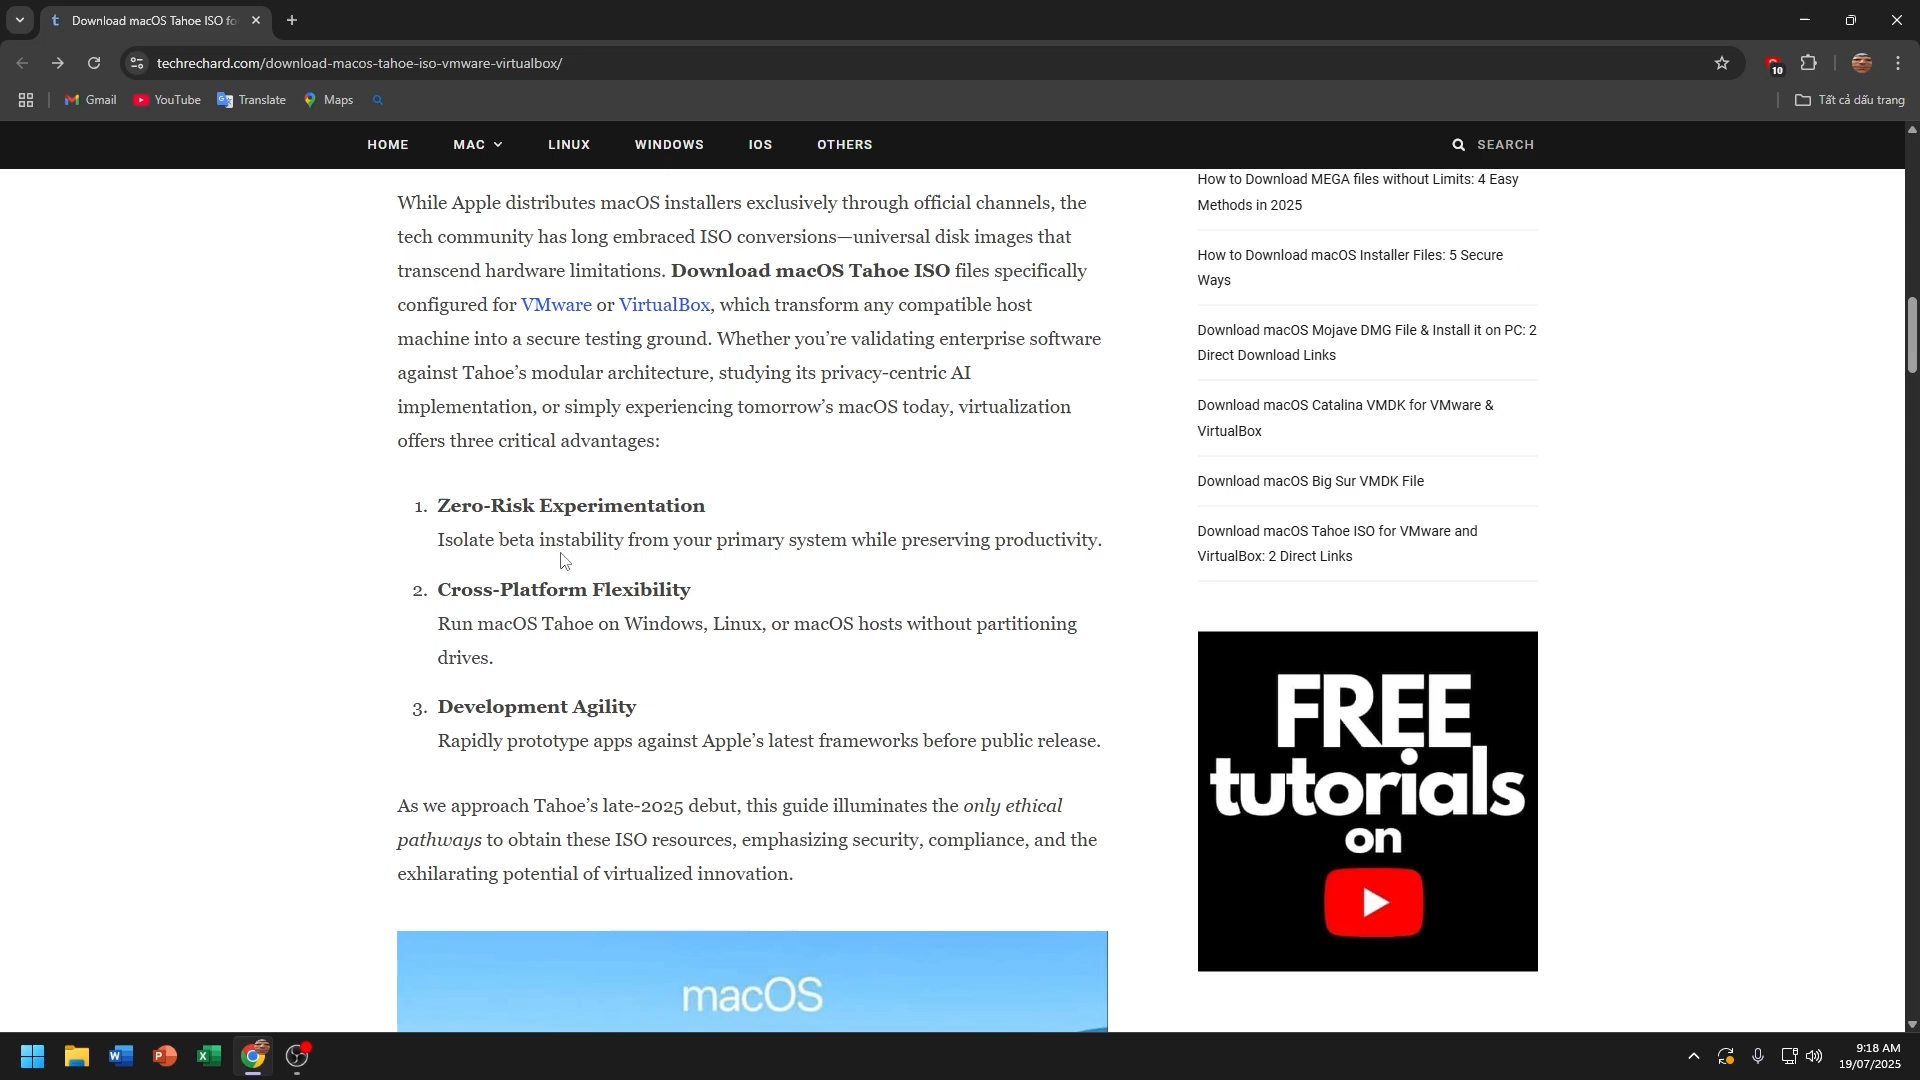 Download macOS Tahoe ISO fo
techrechard.com/download-macos-tahoe-iso-vmware-virtualbox/
10
Gmail
YouTube
Translate
Maps
Tất cả dấu trang
HOME
MAC
LINUX
WINDOWS
IOS
OTHERS
SEARCH
While Apple distributes macOS installers exclusively through official channels, the
tech community has long embraced ISO conversions—universal disk images that
transcend hardware limitations. Download macOS Tahoe ISO files specifically
configured for VMware or VirtualBox, which transform any compatible host
machine into a secure testing ground. Whether you're validating enterprise software
against Tahoe's modular architecture, studying its privacy-centric AI
implementation, or simply experiencing tomorrow's macOS today, virtualization
offers three critical advantages:
1. Zero-Risk Experimentation
Isolate beta instability from your primary system while preserving productivity.
2. Cross-Platform Flexibility
Run macOS Tahoe on Windows, Linux, or macOS hosts without partitioning
drives.
3. Development Agility
Rapidly prototype apps against Apple's latest frameworks before public release.
As we approach Tahoe's late-2025 debut, this guide illuminates the only ethical
pathways to obtain these ISO resources, emphasizing security, compliance, and the
exhilarating potential of virtualized innovation.
macOS
How to Download MEGA files without Limits: 4 Easy
Methods in 2025
How to Download macOS Installer Files: 5 Secure
Ways
Download macOS Mojave DMG File & Install it on PC: 2
Direct Download Links
Download macOS Catalina VMDK for VMware &
VirtualBox
Download macOS Big Sur VMDK File
Download macOS Tahoe ISO for VMware and
VirtualBox: 2 Direct Links
FREE
tutorials
on
9:18 AM
19/07/2025